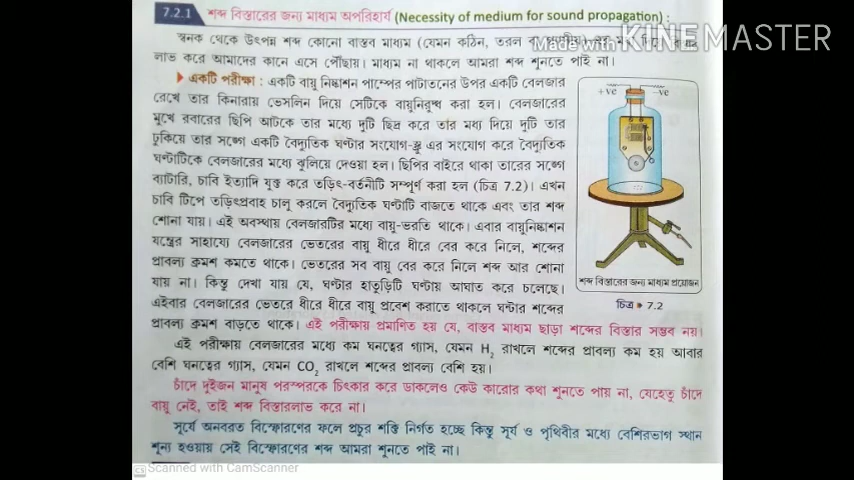 7.2.1 শব্দ বিস্তারের জন্য মাধ্যম অপরিহার্য (Necessity of medium for sound propagation) :
স্বনক থেকে উৎপন্ন শব্দ কোনো বাস্তব মাধ্যম (যেমন কঠিন, তরল বা
Made with KINEMASTER
লাভ করে আমাদের কানে এসে পৌঁছায়। মাধ্যম না থাকলে আমরা শব্দ শুনতে পাই না।
▶ একটি পরীক্ষা : একটি বায়ু নিষ্কাশন পাম্পের পাটাতনের উপর একটি বেলজার
রেখে তার কিনারায় ভেসলিন দিয়ে সেটিকে বায়ুনিরুদ্ধ করা হল। বেলজারের
মুখে রবারের ছিপি আটকে তার মধ্যে দুটি ছিদ্র করে তার মধ্য দিয়ে দুটি তার
ঢুকিয়ে তার সঙ্গে একটি বৈদ্যুতিক ঘণ্টার সংযোগ-স্ক্রু এর সংযোগ করে বৈদ্যুতিক
ঘণ্টাটিকে বেলজারের মধ্যে ঝুলিয়ে দেওয়া হল। ছিপির বাইরে থাকা তারের সঙ্গে
ব্যাটারি, চাবি ইত্যাদি যুক্ত করে তড়িৎ-বর্তনীটি সম্পূর্ণ করা হল (চিত্র 7.2)। এখন
চাবি টিপে তড়িৎপ্রবাহ চালু করলে বৈদ্যুতিক ঘণ্টাটি বাজতে থাকে এবং তার শব্দ
শোনা যায়। এই অবস্থায় বেলজারটির মধ্যে বায়ু-ভরতি থাকে। এবার বায়ুনিষ্কাশন
যন্ত্রের সাহায্যে বেলজারের ভেতরের বায়ু ধীরে ধীরে বের করে নিলে, শব্দের
প্রাবল্য ক্রমশ কমতে থাকে। ভেতরের সব বায়ু বের করে নিলে শব্দ আর শোনা
যায় না। কিন্তু দেখা যায় যে, ঘণ্টার হাতুড়িটি ঘণ্টায় আঘাত করে চলেছে।
এইবার বেলজারের ভেতরে ধীরে ধীরে বায়ু প্রবেশ করাতে থাকলে ঘণ্টার শব্দের
প্রাবল্য ক্রমশ বাড়তে থাকে। এই পরীক্ষায় প্রমাণিত হয় যে, বাস্তব মাধ্যম ছাড়া শব্দের বিস্তার সম্ভব নয়।
+ve -ve
শব্দ বিস্তারের জন্য মাধ্যম প্রয়োজন
চিত্র ▶ 7.2
এই পরীক্ষায় বেলজারের মধ্যে কম ঘনত্বের গ্যাস, যেমন H₂ রাখলে শব্দের প্রাবল্য কম হয় আবার
বেশি ঘনত্বের গ্যাস, যেমন CO₂ রাখলে শব্দের প্রাবল্য বেশি হয়।
চাঁদে দুইজন মানুষ পরস্পরকে চিৎকার করে ডাকলেও কেউ কারোর কথা শুনতে পায় না, যেহেতু চাঁদে
বায়ু নেই, তাই শব্দ বিস্তারলাভ করে না।
সূর্যে অনবরত বিস্ফোরণের ফলে প্রচুর শক্তি নির্গত হচ্ছে কিন্তু সূর্য ও পৃথিবীর মধ্যে বেশিরভাগ স্থান
শূন্য হওয়ায় সেই বিস্ফোরণের শব্দ আমরা শুনতে পাই না।
CS Scanned with CamScanner